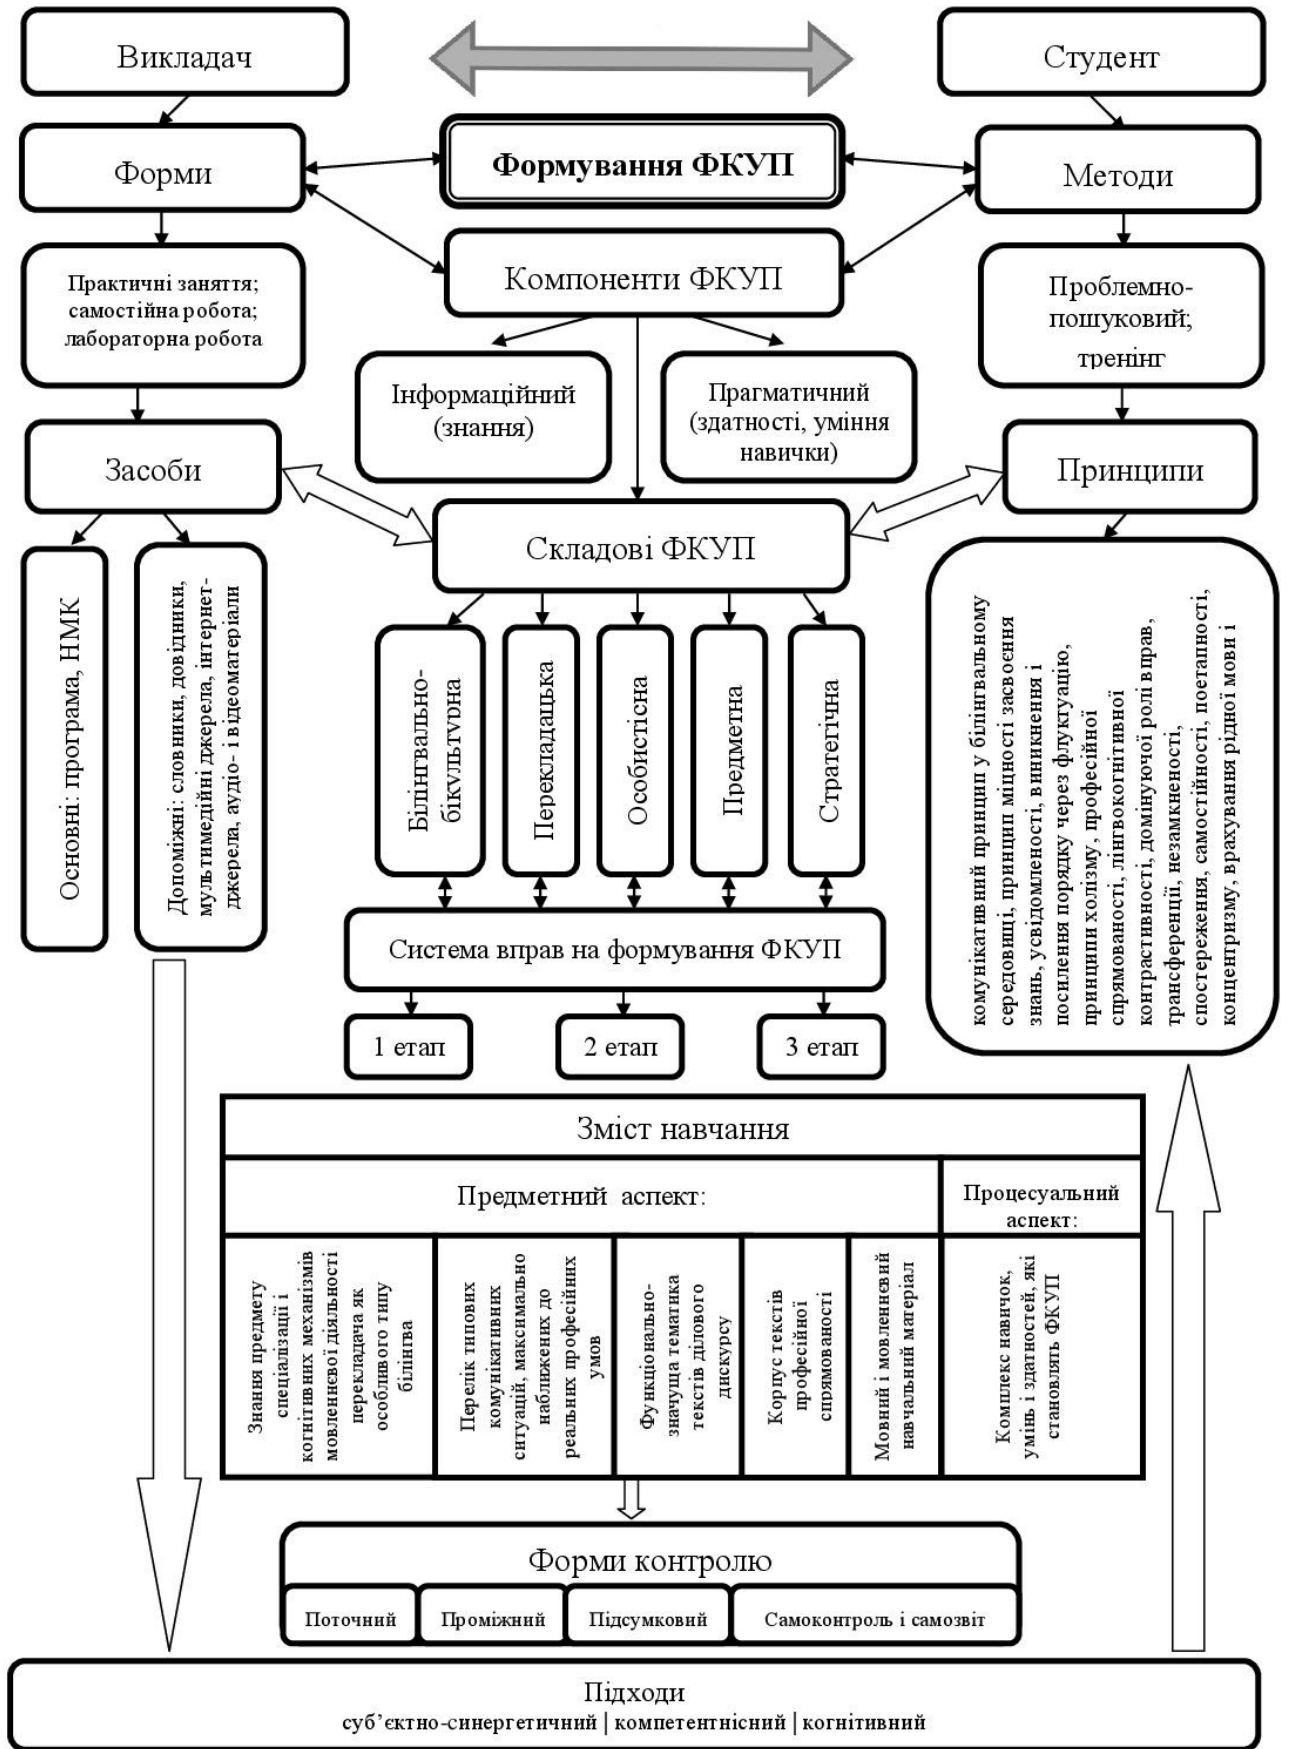 Викладач
Студент
Формування ФКУП
Форми
Методи
Компоненти ФКУП
Практичні заняття;
самостійна робота;
лабораторна робота
Проблемно-
пошуковий;
тренінг
Інформаційний
(знання)
Прагматичний
(здатності, уміння
навички)
Засоби
Принципи
Складові ФКУП
Основні: програма, НМК
Допоміжні: словники, довідники,
мультимедійні джерела, інтернет-
джерела, аудіо- і відеоматеріали
Білінгвально-
бікультурна
Перекладацька
Особистісна
Предметна
Стратегічна
комунікативний принцип у білінгвальному
середовищі, принцип міцності засвоєння
знань, усвідомленості, виникнення і
посилення порядку через флуктуацію,
принципи холізму, професійної
спрямованості, лінгвокогнітивної
контрастивності, домінуючої ролі вправ,
трансференції, незамкненості,
спостереження, самостійності, поетапності,
концентризму, врахування рідної мови і
Система вправ на формування ФКУП
1 етап
2 етап
3 етап
Зміст навчання
Предметний аспект:
Процесуальний
аспект:
Знання предмету
спеціалізації і
когнітивних механізмів
мовленнєвої діяльності
перекладача як
особливого типу
білінгва
Перелік типових
комунікативних
ситуацій, максимально
наближених до
реальних професійних
умов
Функціонально-
значуща тематика
текстів ділового
дискурсу
Корпус текстів
професійної
спрямованості
Мовний і мовленнєвий
навчальний матеріал
Комплекс навичок,
умінь і здатностей, які
становлять ФКУП
Форми контролю
Поточний
Проміжний
Підсумковий
Самоконтроль і самозвіт
Підходи
суб’єктно-синергетичний | компетентнісний | когнітивний